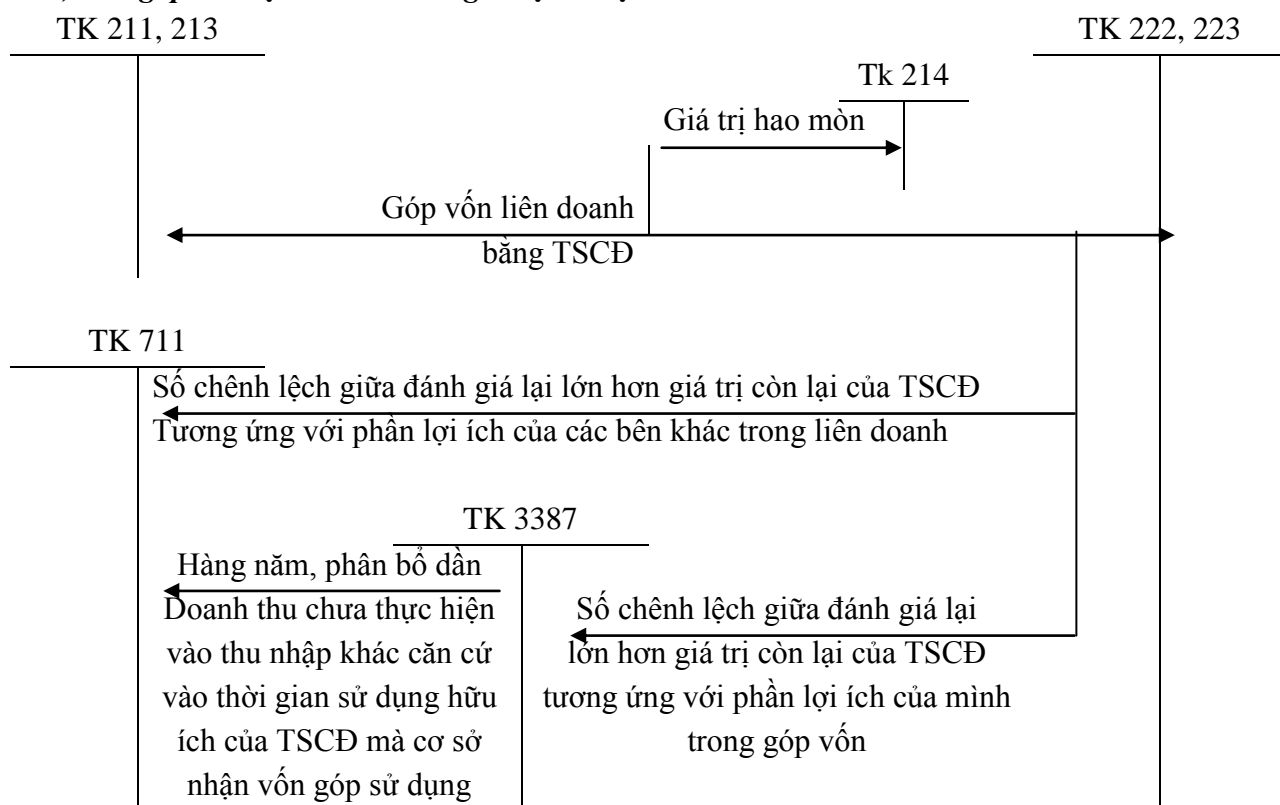 TK 211, 213
TK 222, 223
Tk 214
Giá trị hao mòn
Góp vốn liên doanh
bằng TSCĐ
TK 711
Số chênh lệch giữa đánh giá lại lớn hơn giá trị còn lại của TSCĐ
Tương ứng với phần lợi ích của các bên khác trong liên doanh
TK 3387
Hàng năm, phân bổ dần
Doanh thu chưa thực hiện
vào thu nhập khác căn cứ
vào thời gian sử dụng hữu
ích của TSCĐ mà cơ sở
nhận vốn góp sử dụng
Số chênh lệch giữa đánh giá lại
lớn hơn giá trị còn lại của TSCĐ
tương ứng với phần lợi ích của mình
trong góp vốn